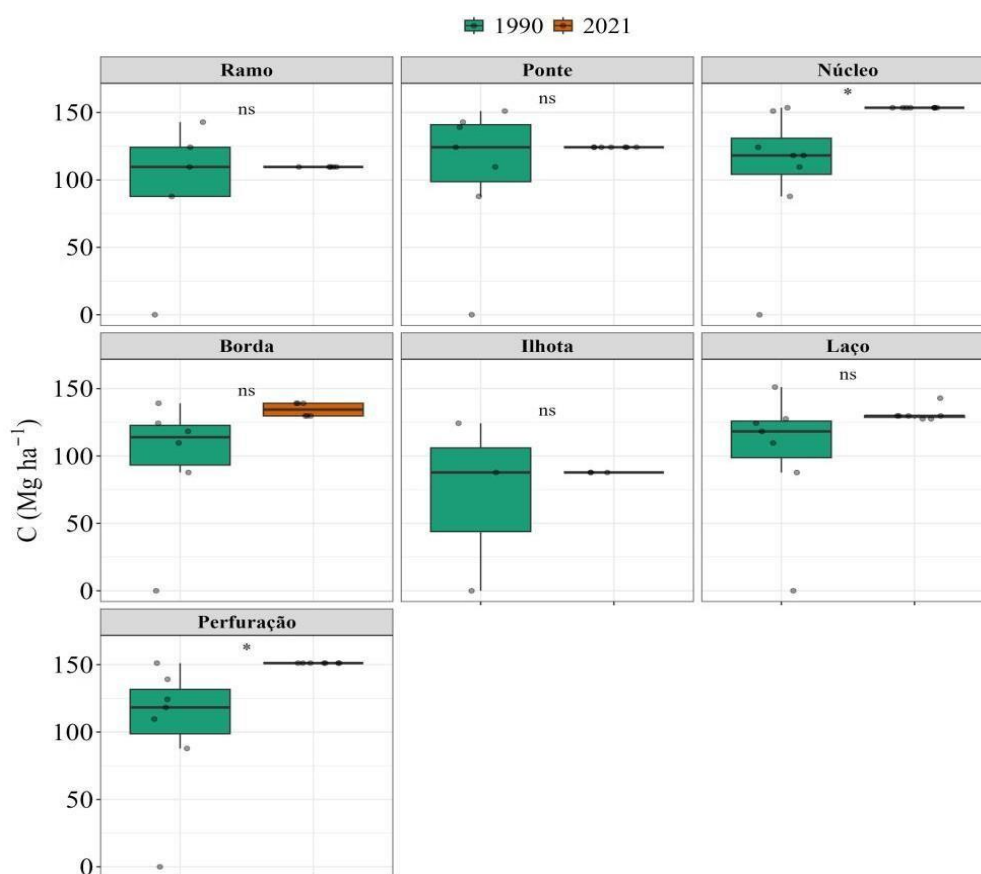 1990 2021
Ramo Ponte Núcleo
150 ns ns *
100
50
0
Borda Ilhota Laço
150 ns ns ns
100
50
0
C (Mg ha⁻¹)
Perfuração
150 *
100
50
0